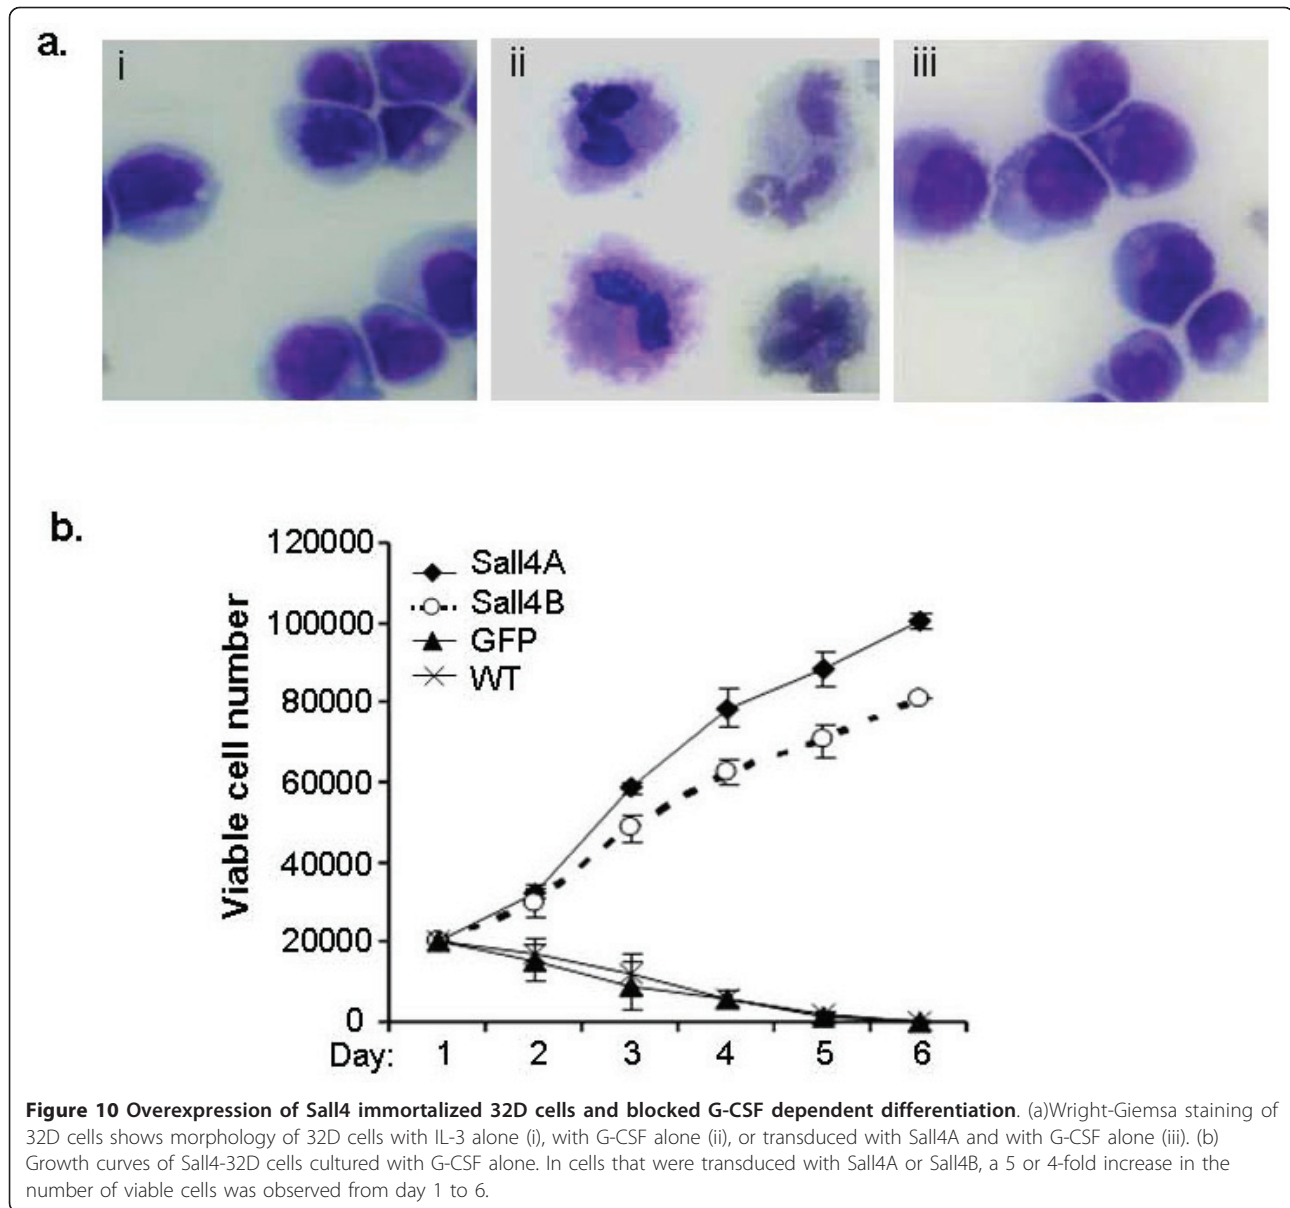 a.
i
ii
iii
b.
120000
100000
80000
60000
40000
20000
0
Viable cell number
Sall4A
Sall4B
GFP
WT
Day: 1 2 3 4 5 6
Figure 10 Overexpression of Sall4 immortalized 32D cells and blocked G-CSF dependent differentiation. (a)Wright-Giemsa staining of
32D cells shows morphology of 32D cells with IL-3 alone (i), with G-CSF alone (ii), or transduced with Sall4A and with G-CSF alone (iii). (b)
Growth curves of Sall4-32D cells cultured with G-CSF alone. In cells that were transduced with Sall4A or Sall4B, a 5 or 4-fold increase in the
number of viable cells was observed from day 1 to 6.